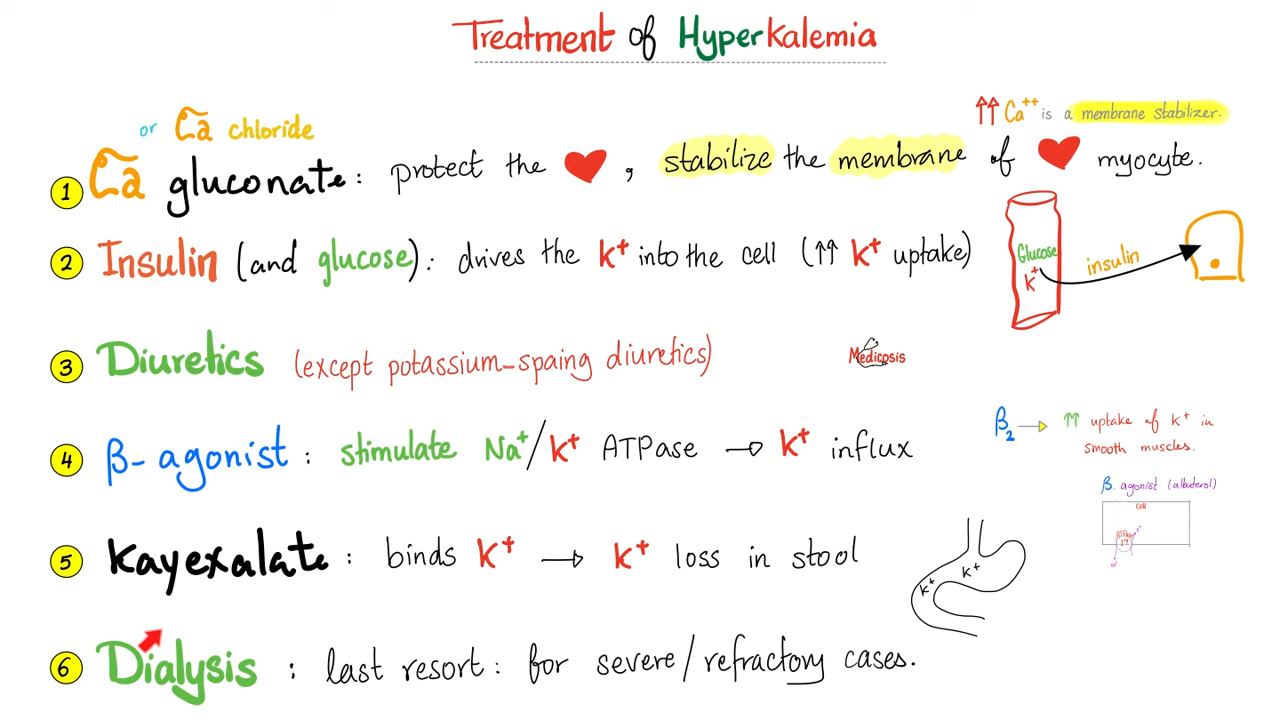 Treatment of HyperKalemia
↑↑ Ca++ is a membrane stabilizer.
or Ca chloride
1 Ca gluconate: protect the ❤, stabilize the membrane of ❤ myocyte.
2 Insulin (and glucose): drives the K+ into the cell (↑↑ K+ uptake)
Glucose
K+
insulin
3 Diuretics (except potassium-spaing diuretics)
Medicosis
4 β-agonist: stimulate Na+/K+ ATPase → K+ influx
β2 → ↑↑ uptake of K+ in
smooth muscles.
β agonist (albuterol)
cell
5 Kayexalate: binds K+ → K+ loss in stool
K+
K+
6 Dialysis: last resort: for severe/refractory cases.